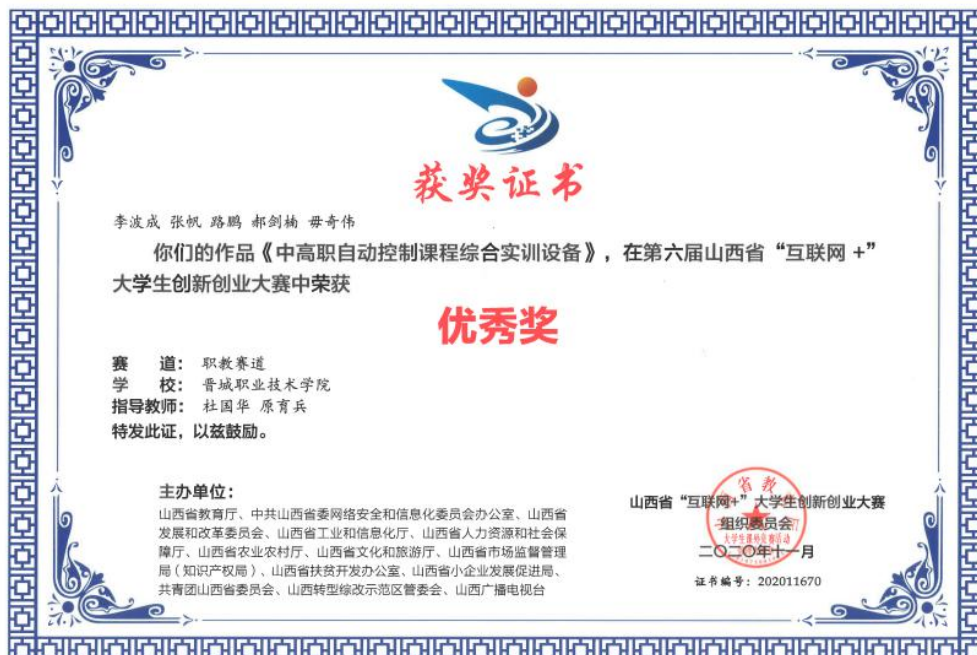 获奖证书
李波成 张帆 路鹏 郝剑楠 毋奇伟
你们的作品《中高职自动控制课程综合实训设备》，在第六届山西省“互联网+”
大学生创新创业大赛中荣获
优秀奖
赛 道： 职教赛道
学 校： 晋城职业技术学院
指导教师： 杜国华 原育兵
特发此证，以兹鼓励。
主办单位：
山西省教育厅、中共山西省委网络安全和信息化委员会办公室、山西省
发展和改革委员会、山西省工业和信息化厅、山西省人力资源和社会保
障厅、山西省农业农村厅、山西省文化和旅游厅、山西省市场监督管理
局（知识产权局）、山西省扶贫开发办公室、山西省小企业发展促进局、
共青团山西省委员会、山西转型综改示范区管委会、山西广播电视台
山西省“互联网+”大学生创新创业大赛
组织委员会
大学生课外竞赛活动
二〇二〇年十一月
证书编号：202011670